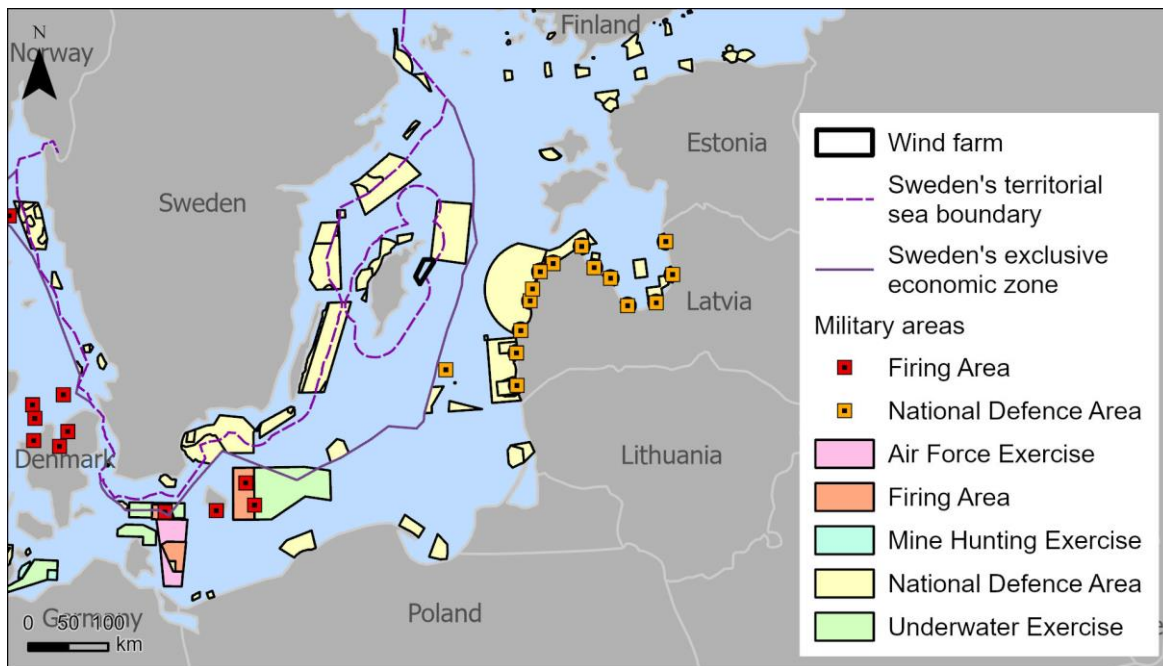 Finland
Norway
N
Estonia
Sweden
Latvia
Denmark
Lithuania
Germany
Poland
0 50 100
km
Wind farm
Sweden's territorial
sea boundary
Sweden's exclusive
economic zone
Military areas
Firing Area
National Defence Area
Air Force Exercise
Firing Area
Mine Hunting Exercise
National Defence Area
Underwater Exercise